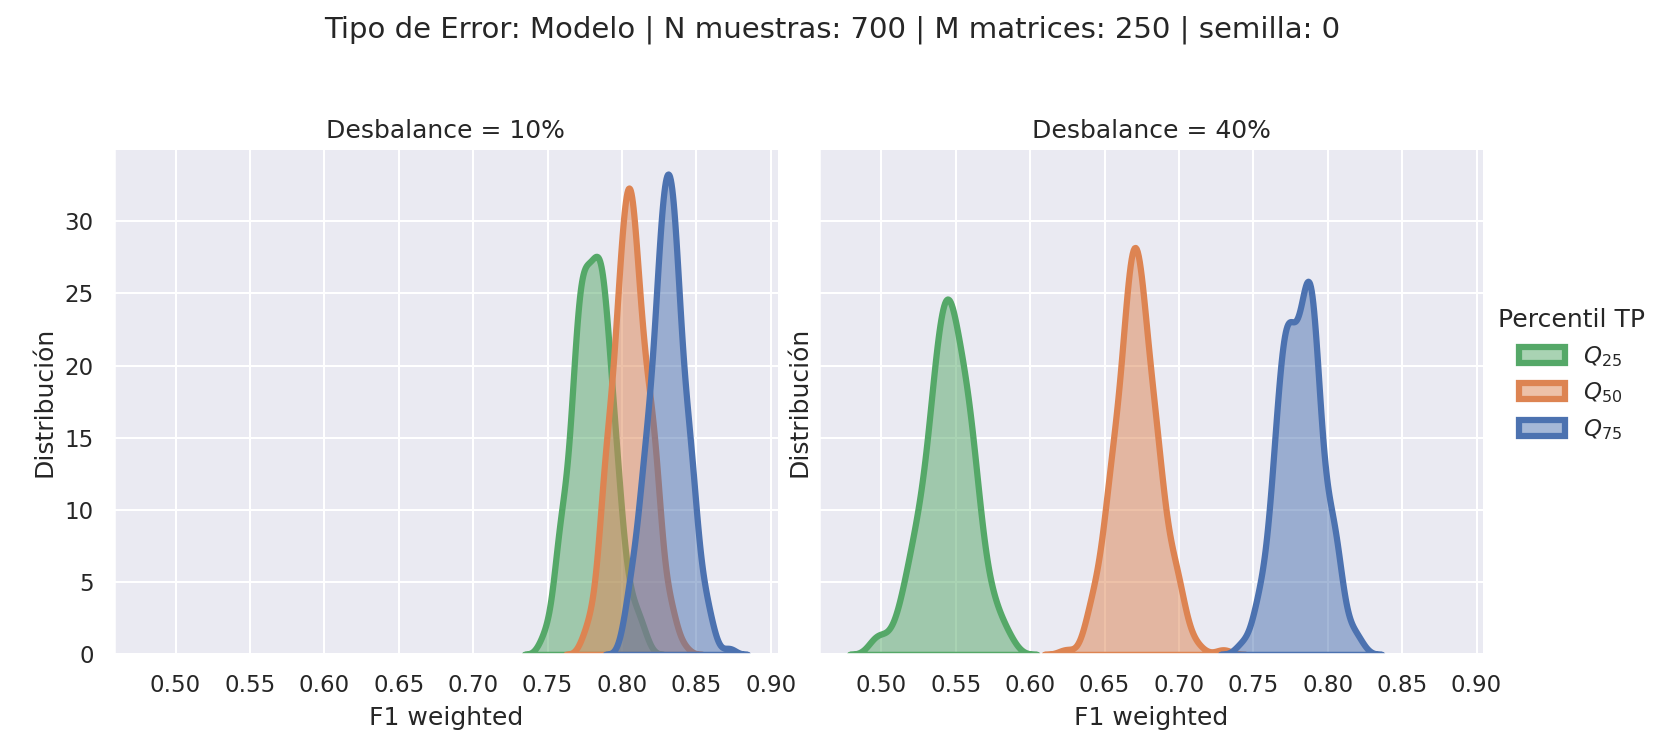 Tipo de Error: Modelo | N muestras: 700 | M matrices: 250 | semilla: 0
Desbalance = 10%
Desbalance = 40%
Distribución
30
25
20
15
10
5
0
0.50 0.55 0.60 0.65 0.70 0.75 0.80 0.85 0.90
F1 weighted
Distribución
0.50 0.55 0.60 0.65 0.70 0.75 0.80 0.85 0.90
F1 weighted
Percentil TP
Q25
Q50
Q75